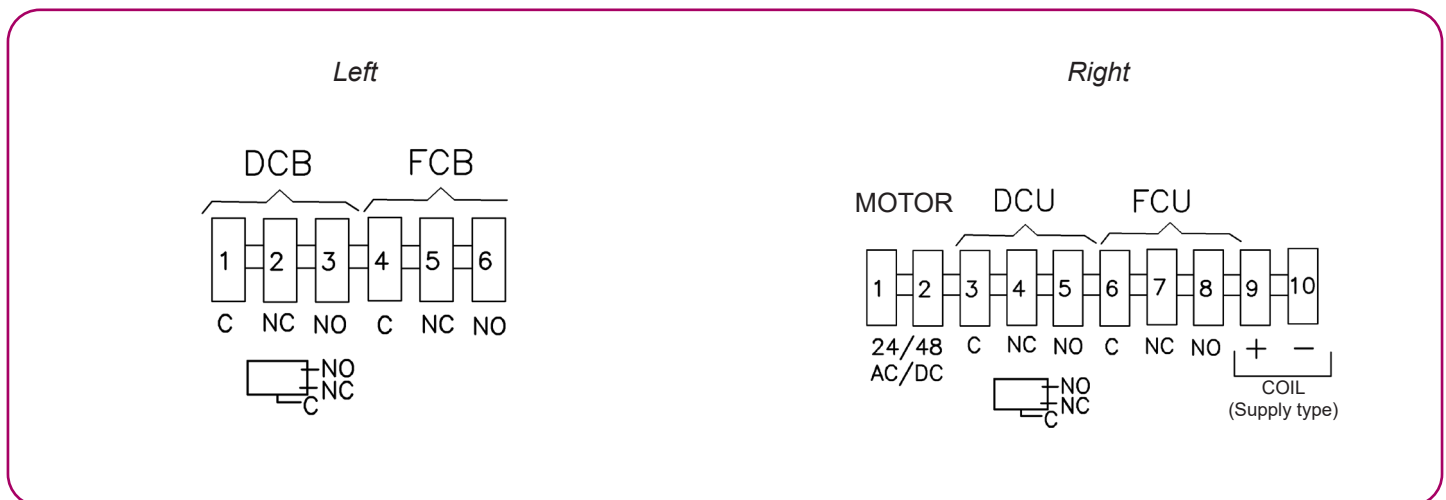 Left
DCB FCB
1 2 3 4 5 6
C NC NO C NC NO
NO
NC
C
Right
MOTOR DCU FCU
1 2 3 4 5 6 7 8 9 10
24/48 C NC NO C NC NO + −
AC/DC
NO
NC
C
COIL
(Supply type)